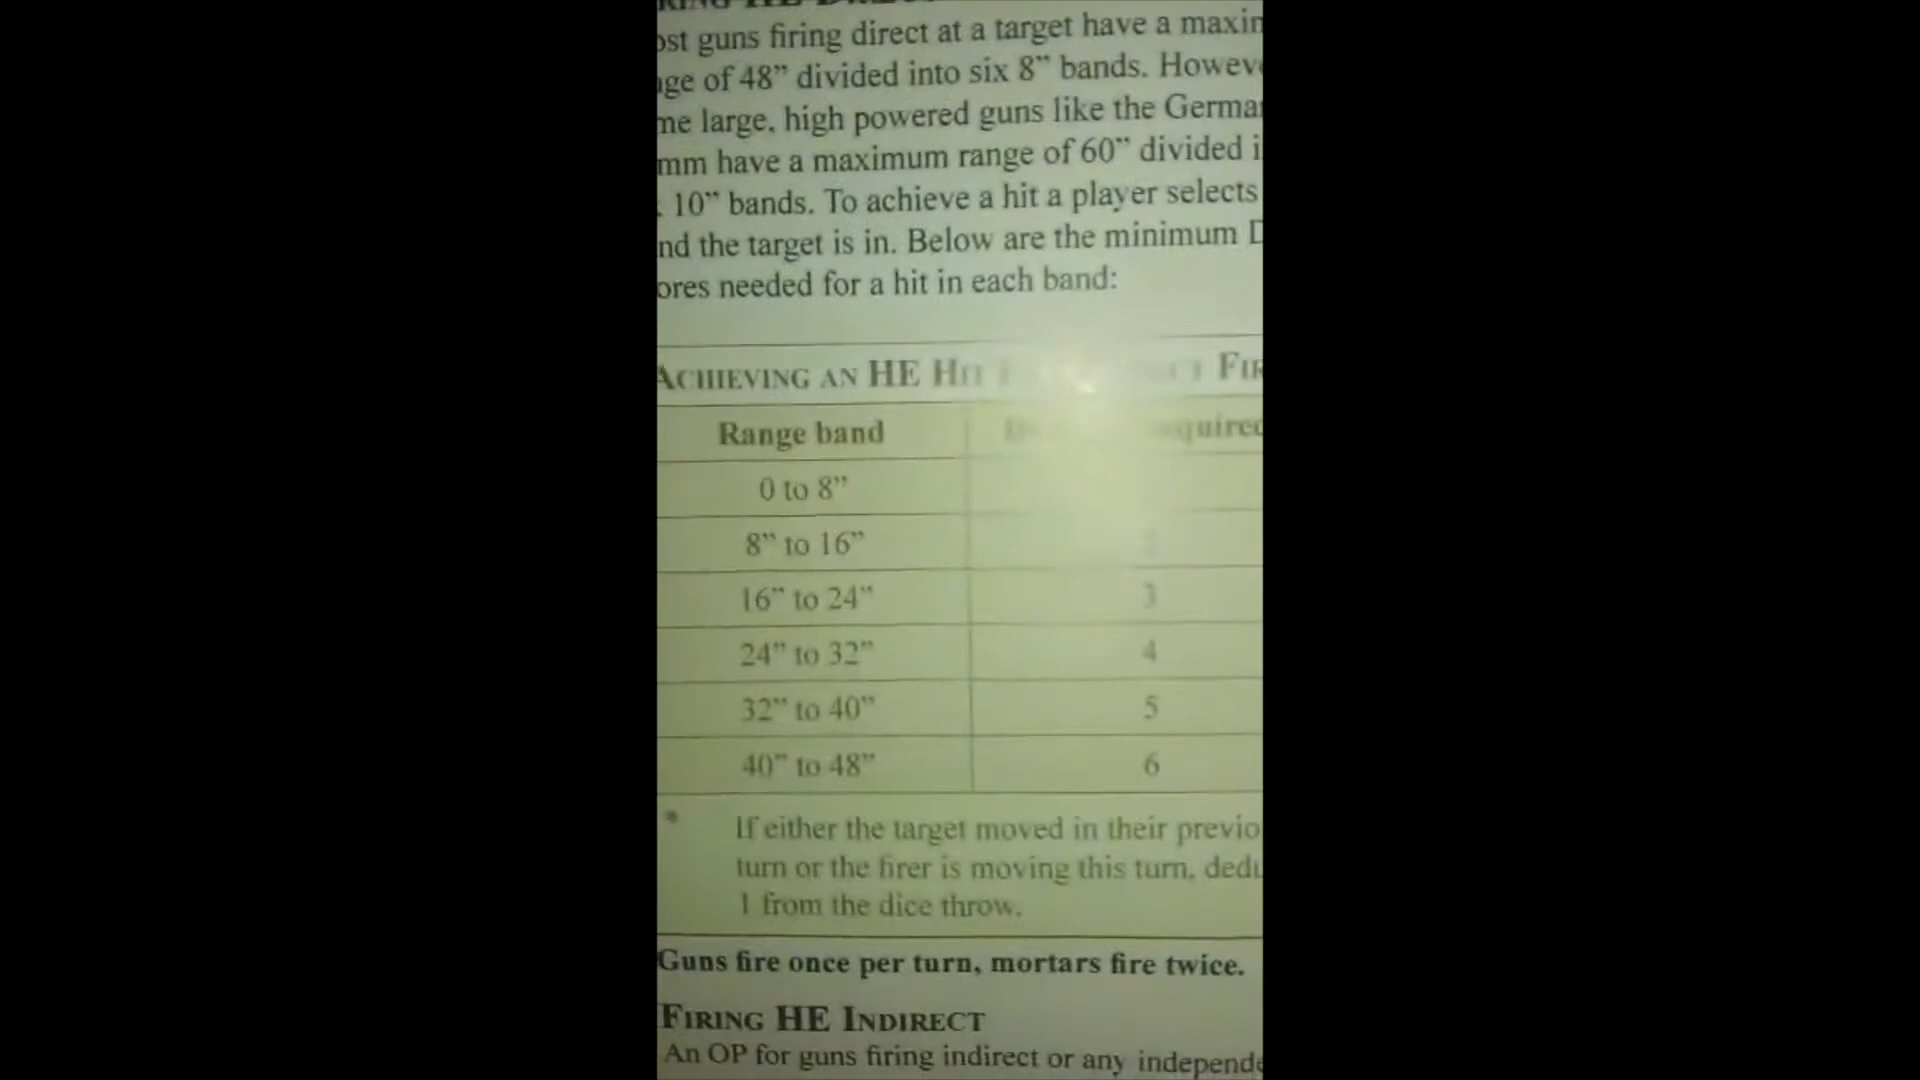 ost guns firing direct at a target have a maxin
ge of 48” divided into six 8” bands. Howeve
me large, high powered guns like the German
mm have a maximum range of 60” divided i
10” bands. To achieve a hit a player selects
nd the target is in. Below are the minimum D
ores needed for a hit in each band:
ACHIEVING AN HE HIT FIR
Range band quired
0 to 8”
8” to 16” 2
16” to 24” 3
24” to 32” 4
32” to 40” 5
40” to 48” 6
* If either the target moved in their previo
turn or the firer is moving this turn, dedu
1 from the dice throw.
Guns fire once per turn, mortars fire twice.
FIRING HE INDIRECT
An OP for guns firing indirect or any independe